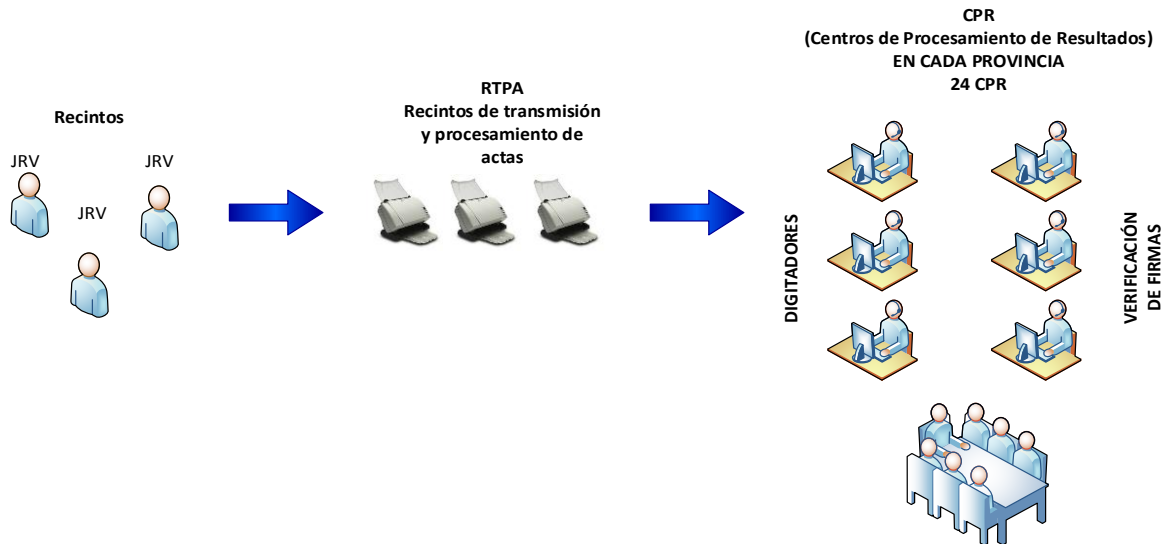 Recintos
JRV
JRV
JRV
RTPA
Recintos de transmisión
y procesamiento de
actas
CPR
(Centros de Procesamiento de Resultados)
EN CADA PROVINCIA
24 CPR
DIGITADORES
VERIFICACIÓN
DE FIRMAS